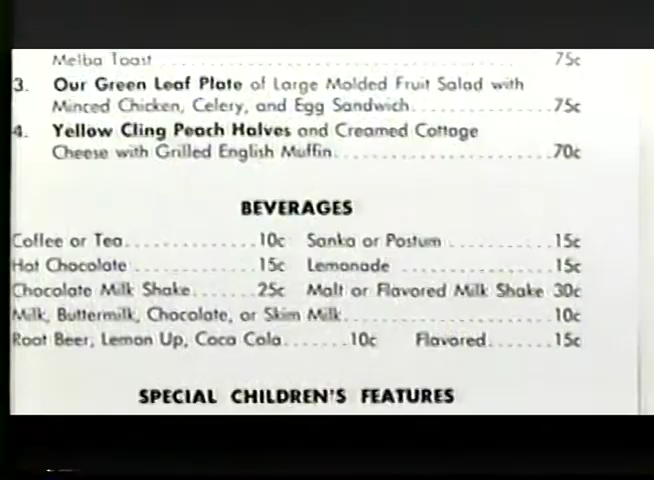 Melba Toast . . . . . . . . . . . . . . . . . . . . . . . . . . . . . . 75c
3. Our Green Leaf Plate of Large Molded Fruit Salad with
Minced Chicken, Celery, and Egg Sandwich. . . . . . . . . . . . 75c
4. Yellow Cling Peach Halves and Creamed Cottage
Cheese with Grilled English Muffin. . . . . . . . . . . . . . . . . . 70c
BEVERAGES
Coffee or Tea. . . . . . . . . . . . 10c Sanka or Postum . . . . . . . . . 15c
Hot Chocolate . . . . . . . . . . . 15c Lemonade . . . . . . . . . . . . . 15c
Chocolate Milk Shake. . . . . . . 25c Malt or Flavored Milk Shake 30c
Milk, Buttermilk, Chocolate, or Skim Milk. . . . . . . . . . . . . . . . . 10c
Root Beer, Lemon Up, Coca Cola. . . . . . . 10c Flavored. . . . . . . 15c
SPECIAL CHILDREN'S FEATURES